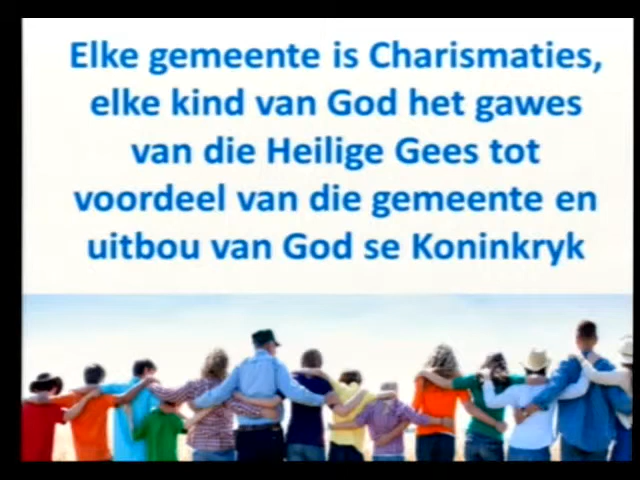 Elke gemeente is Charismaties,
elke kind van God het gawes
van die Heilige Gees tot
voordeel van die gemeente en
uitbou van God se Koninkryk